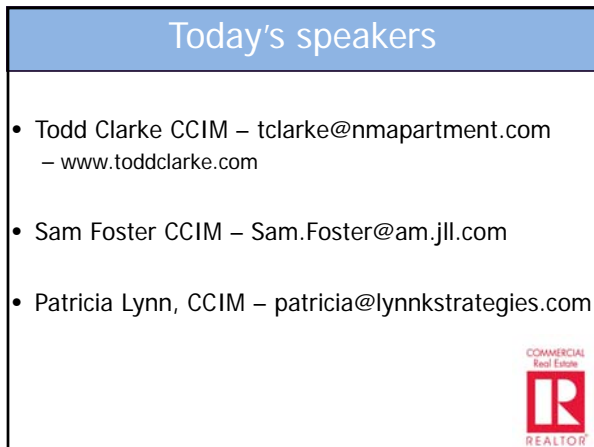 Today's speakers
• Todd Clarke CCIM – tclarke@nmapartment.com
– www.toddclarke.com
• Sam Foster CCIM – Sam.Foster@am.jll.com
• Patricia Lynn, CCIM – patricia@lynnkstrategies.com
COMMERCIAL
Real Estate
R
REALTOR®